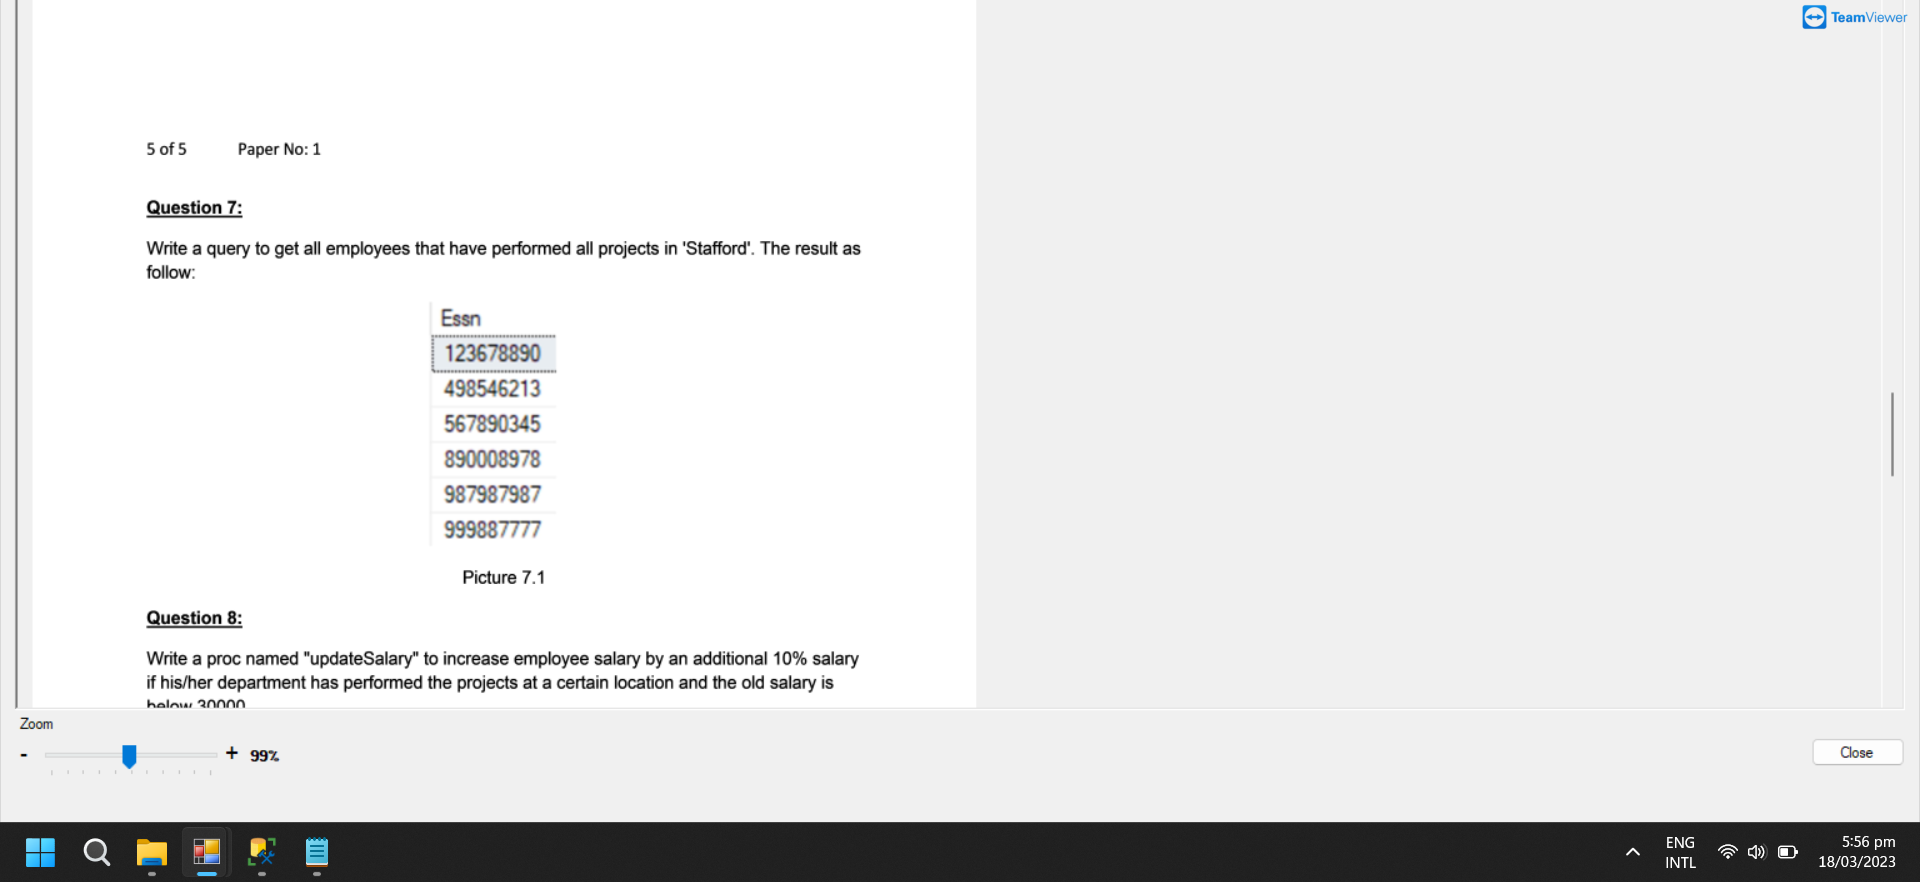 TeamViewer
5 of 5 Paper No: 1
Question 7:
Write a query to get all employees that have performed all projects in 'Stafford'. The result as
follow:
Essn
123678890
498546213
567890345
890008978
987987987
999887777
Picture 7.1
Question 8:
Write a proc named "updateSalary" to increase employee salary by an additional 10% salary
if his/her department has performed the projects at a certain location and the old salary is
below 30000
Zoom
- + 99%
Close
ENG
INTL
5:56 pm
18/03/2023